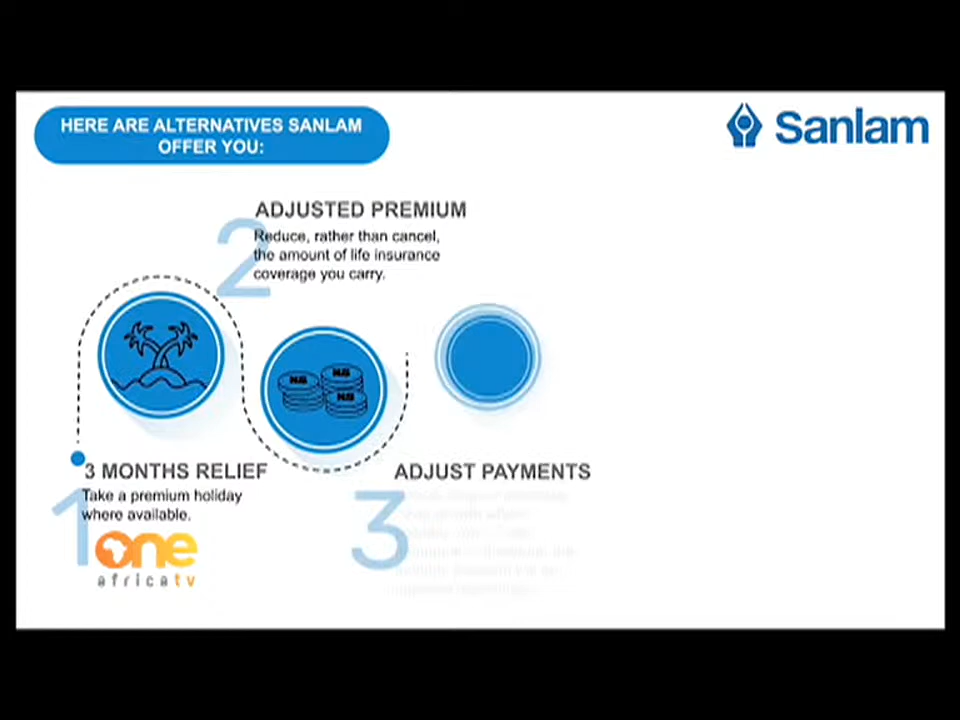 HERE ARE ALTERNATIVES SANLAM
OFFER YOU:
Sanlam
2
ADJUSTED PREMIUM
Reduce, rather than cancel,
the amount of life insurance
coverage you carry.
N$
N$
N$
1
3 MONTHS RELIEF
Take a premium holiday
where available.
one
africa tv
3
ADJUST PAYMENTS